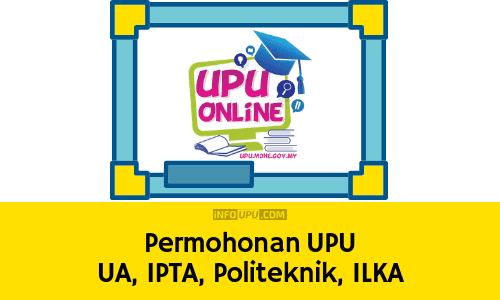 UPU
ONLINE
UPU.MOHE.GOV.MY
INFOUPU.COM
Permohonan UPU
UA, IPTA, Politeknik, ILKA